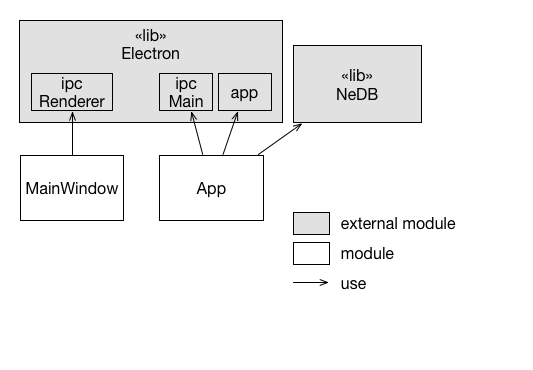 «lib»
Electron
ipc
Renderer
ipc
Main
app
«lib»
NeDB
MainWindow
App
external module
module
use